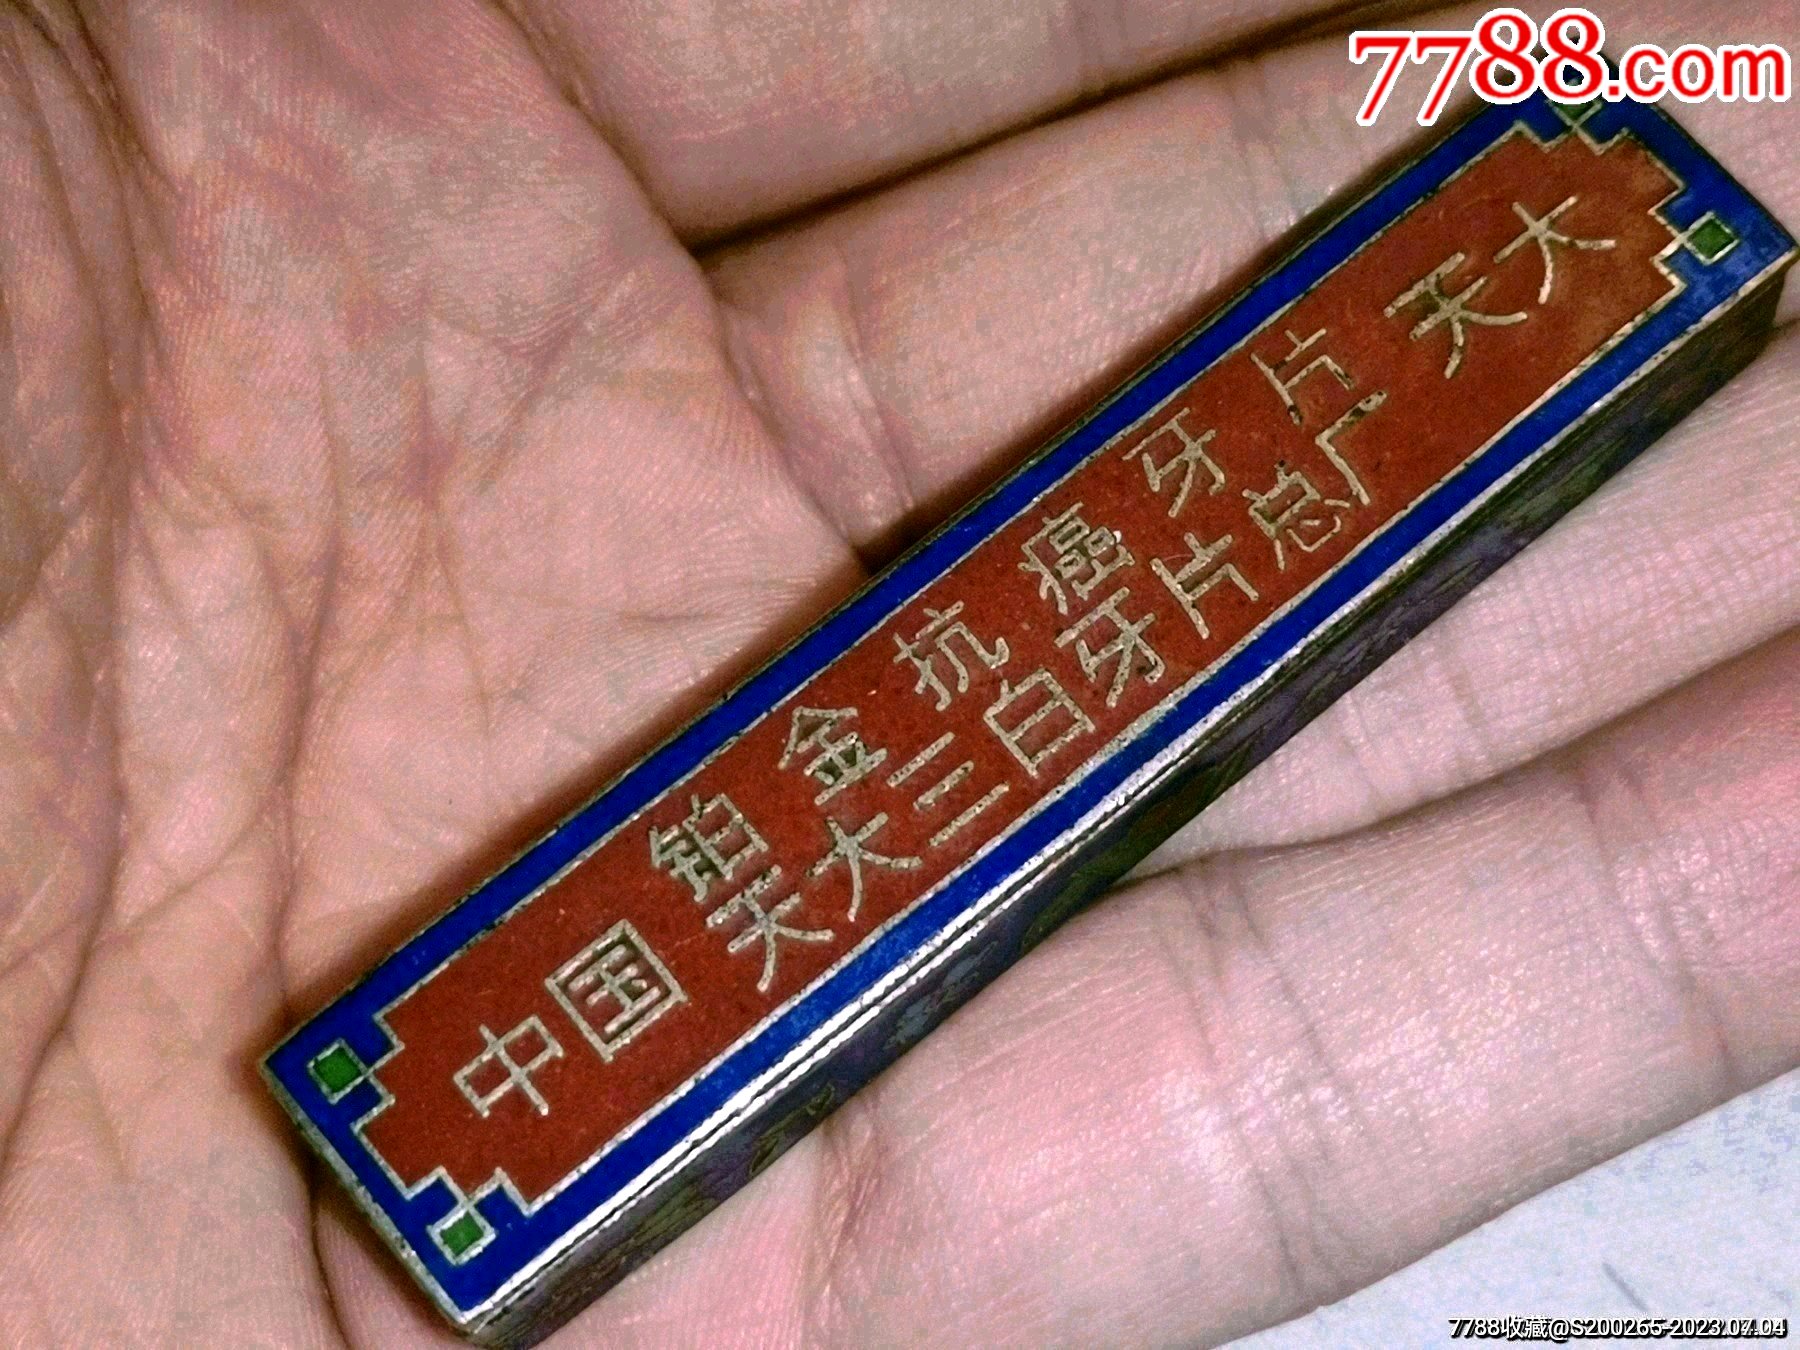 7788.com
中国铂金抗癌牙片天大
天大三白牙片总厂
7788收藏@S200265-2023.07.04